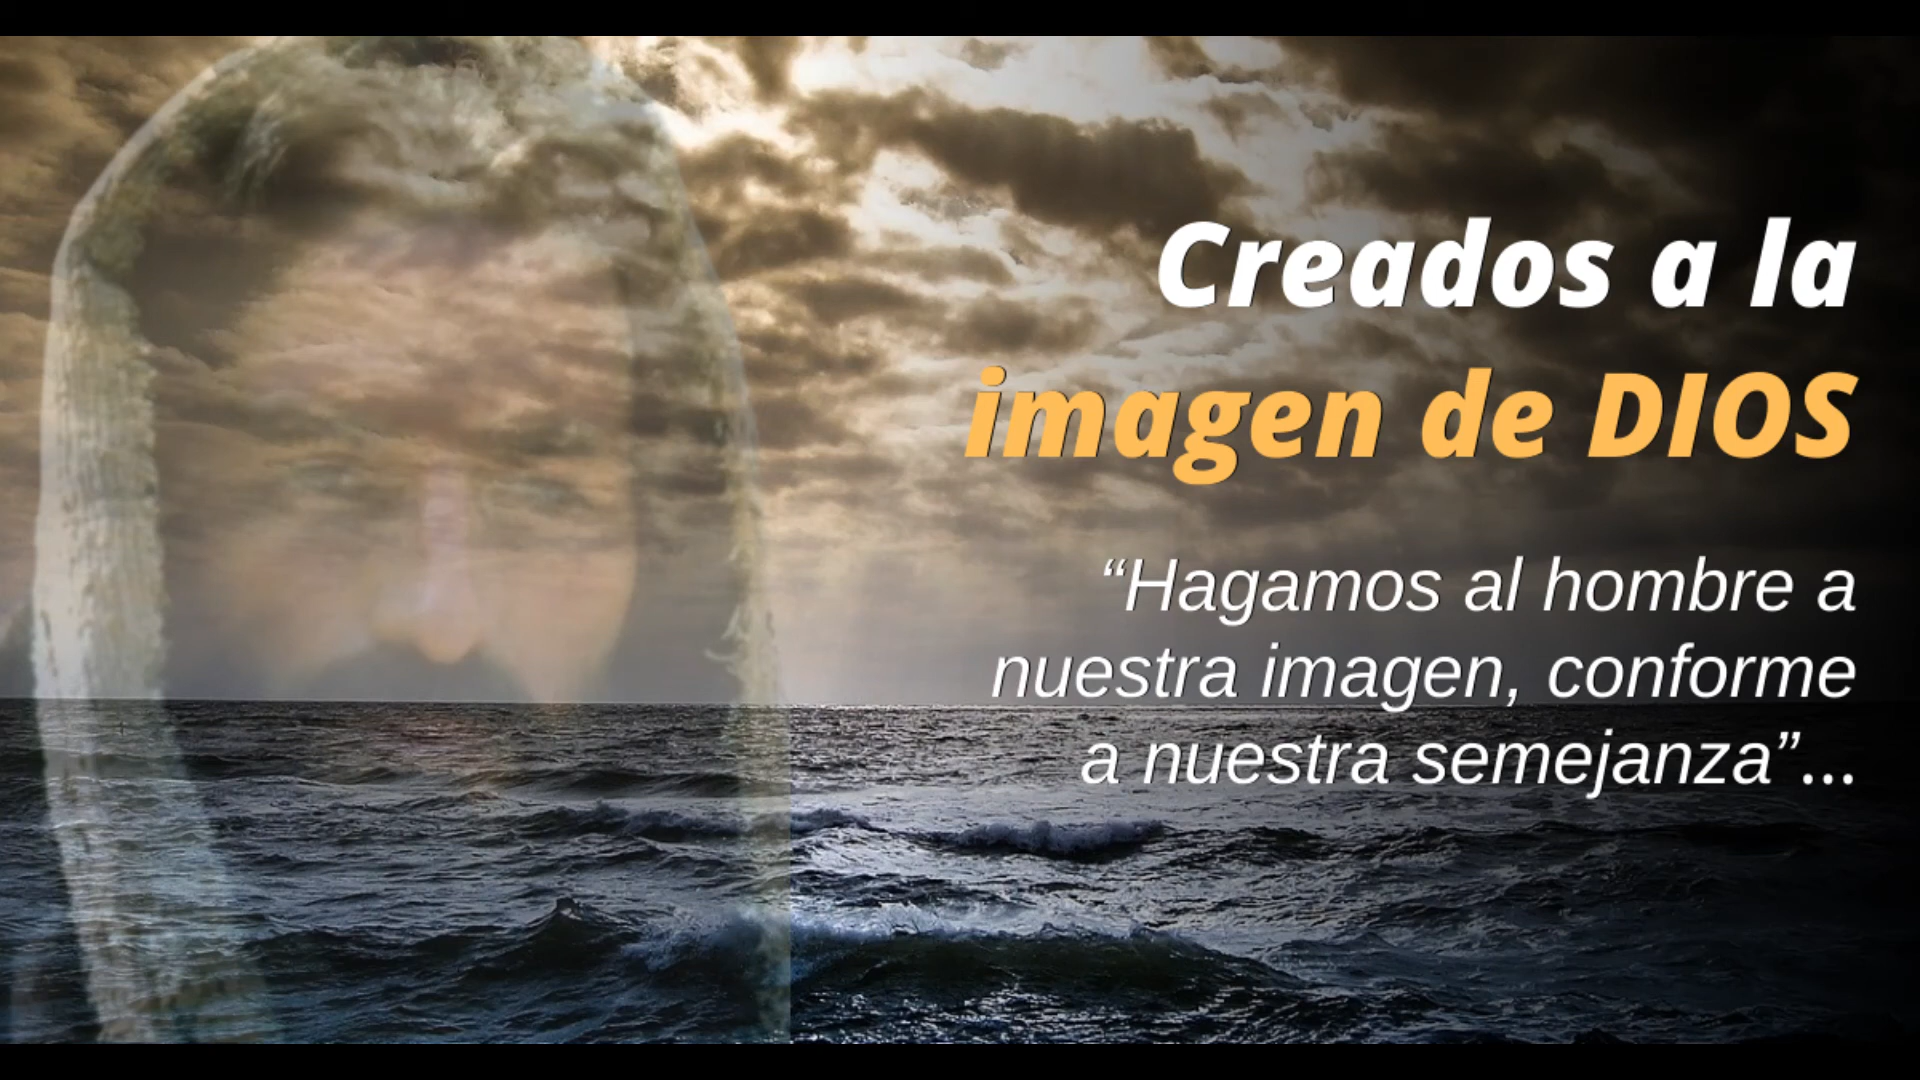 Creados a la
imagen de DIOS
“Hagamos al hombre a
nuestra imagen, conforme
a nuestra semejanza”...